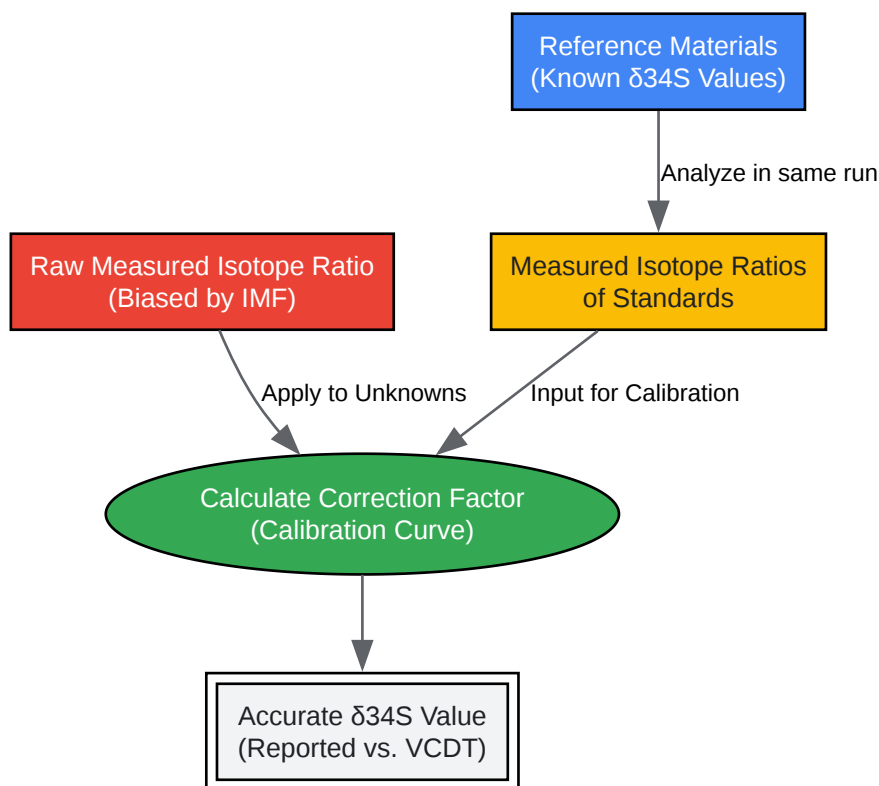 Reference Materials
(Known δ34S Values)
Analyze in same run
Raw Measured Isotope Ratio
(Biased by IMF)
Measured Isotope Ratios
of Standards
Apply to Unknowns
Input for Calibration
Calculate Correction Factor
(Calibration Curve)
Accurate δ34S Value
(Reported vs. VCDT)